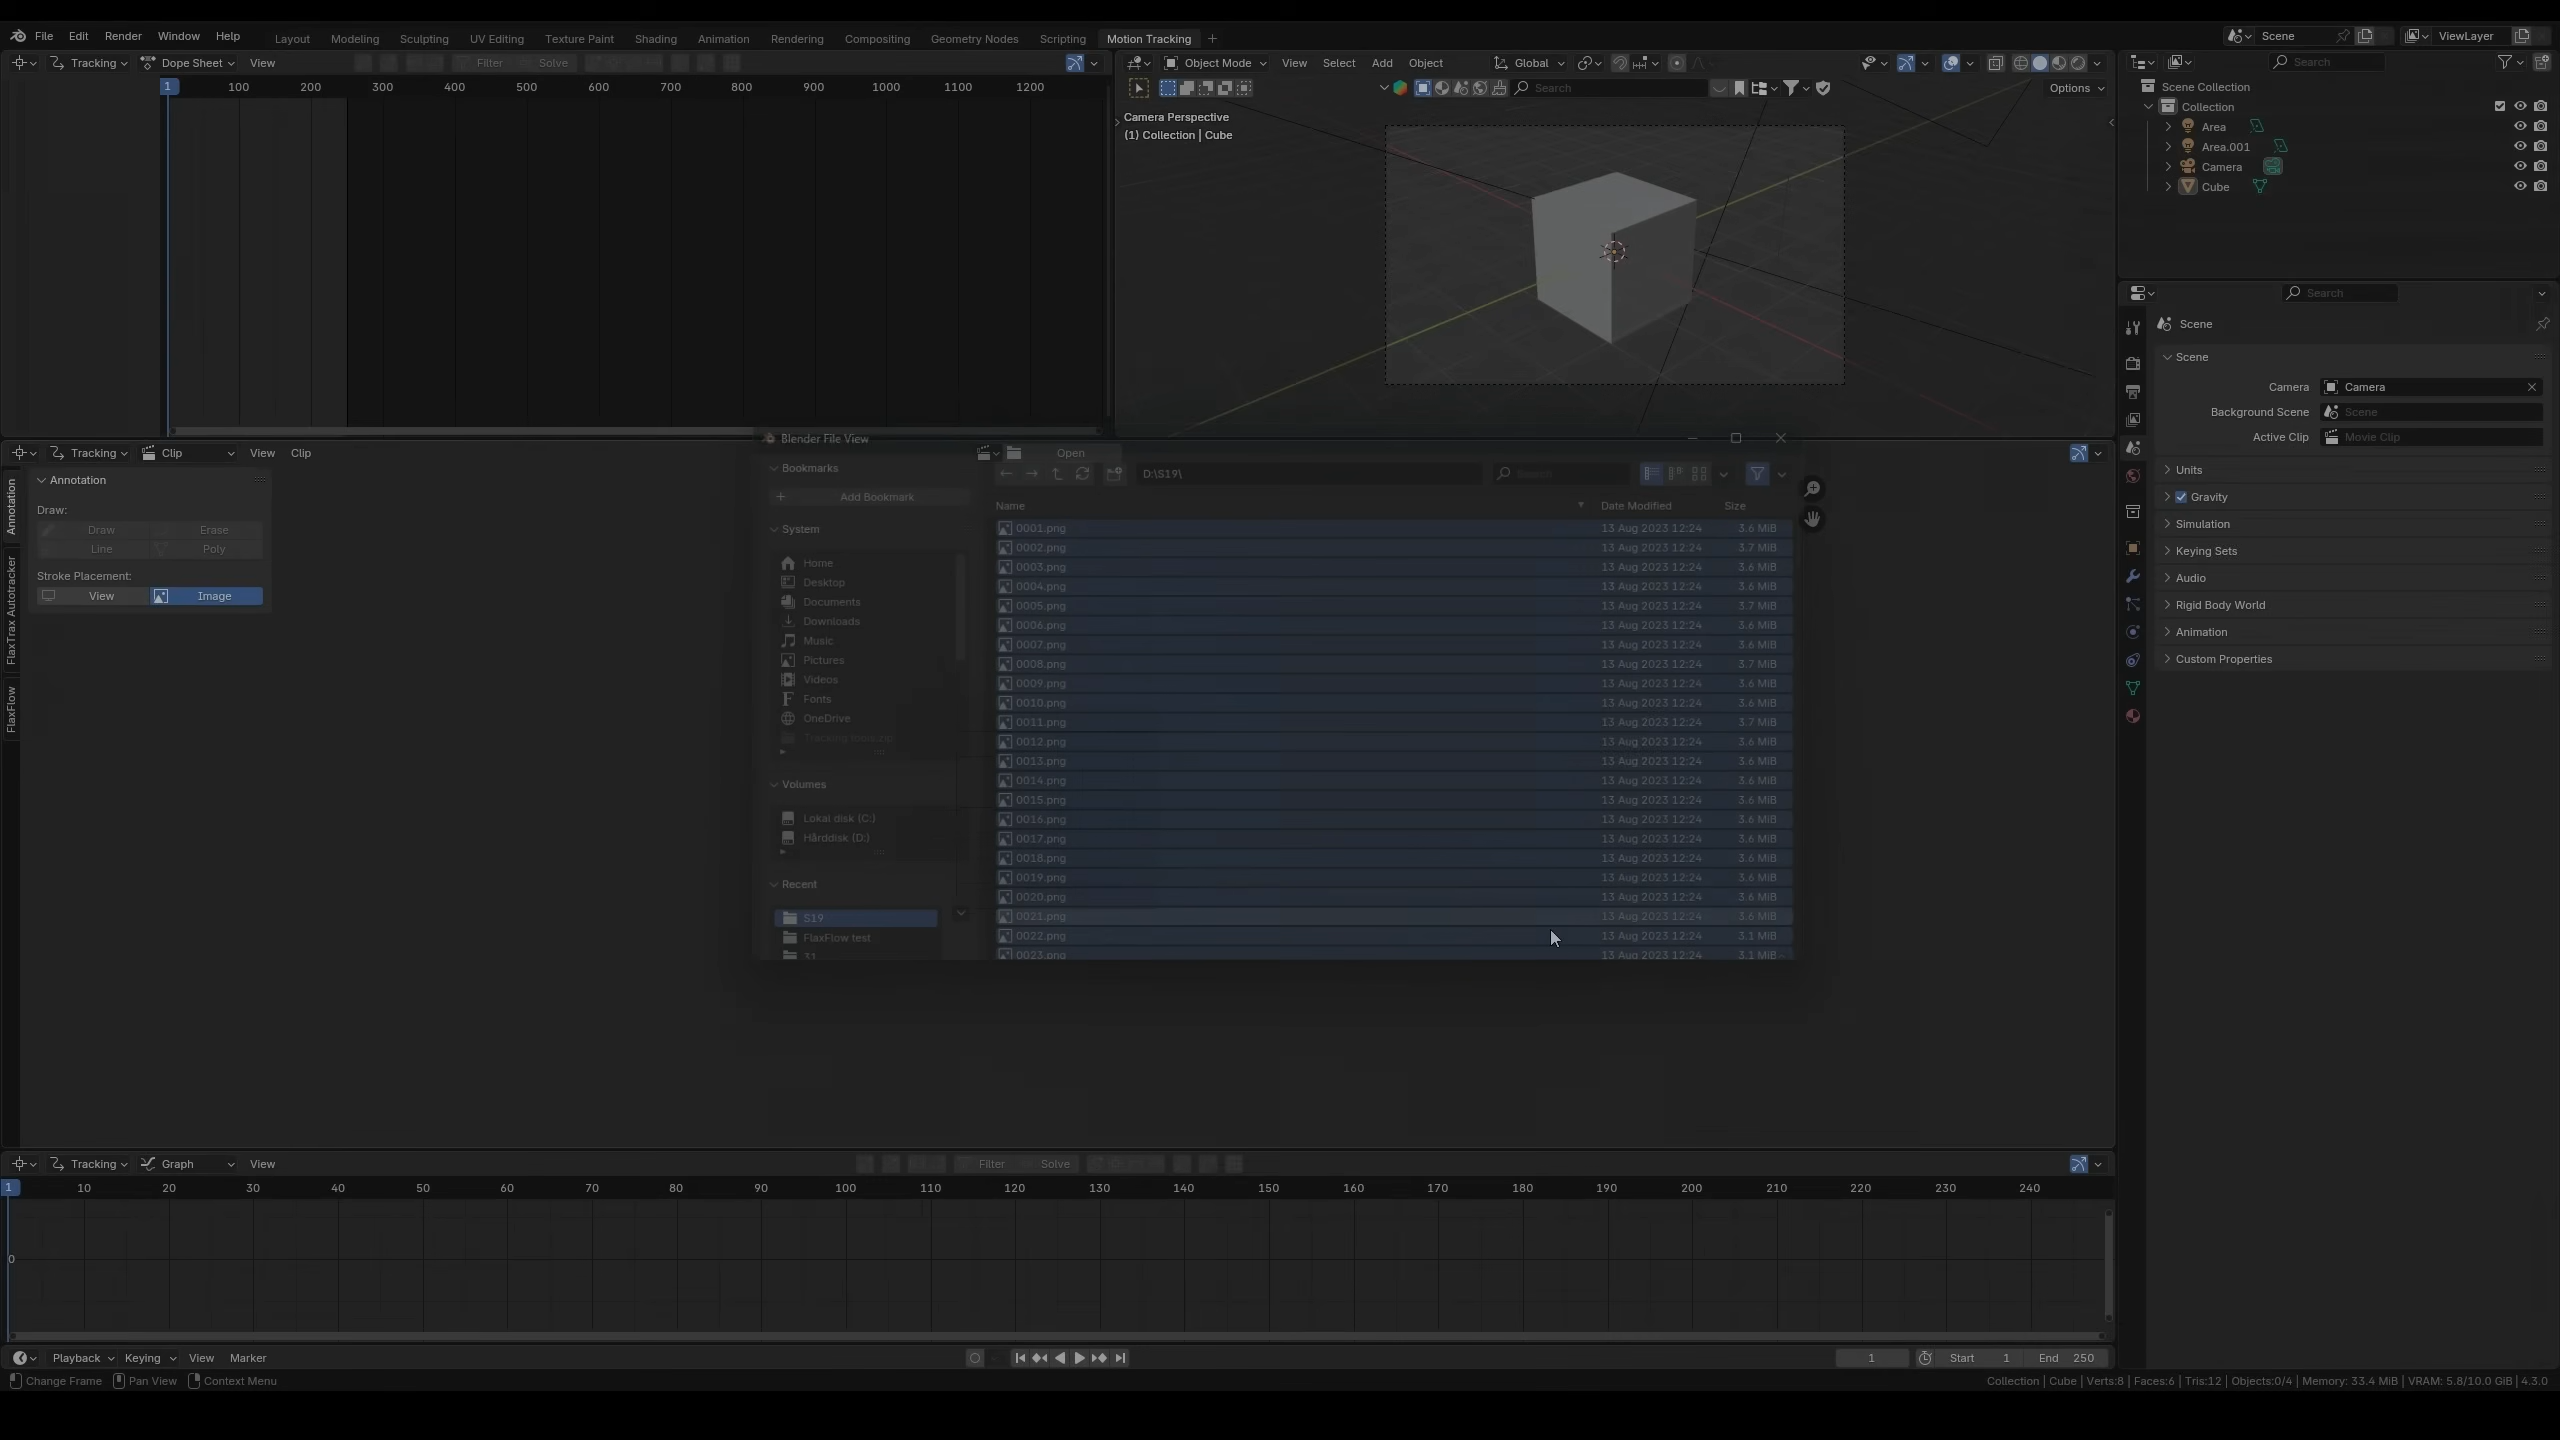 File Edit Render Window Help Layout Modeling Sculpting UV Editing Texture Paint Shading Animation Rendering Compositing Geometry Nodes Scripting Motion Tracking Scene ViewLayer
Tracking Dope Sheet View Filter Solve
1 100 200 300 400 500 600 700 800 900 1000 1100 1200
Object Mode View Select Add Object Global
Search Options
Camera Perspective
(1) Collection | Cube
Search
Scene Collection
Collection
Area
Area.001
Camera
Cube
Search
Scene
Scene
Camera Camera
Background Scene Scene
Active Clip Movie Clip
Units
Gravity
Simulation
Keying Sets
Audio
Rigid Body World
Animation
Custom Properties
Tracking Clip View Clip
Annotation
FlaxTrax Autotracker
FlaxFlow
Annotation
Draw:
Draw Erase
Line Poly
Stroke Placement:
View Image
Blender File View
Open
Bookmarks
Add Bookmark
System
Home
Desktop
Documents
Downloads
Music
Pictures
Videos
Fonts
OneDrive
Volumes
Lokal disk (C:)
Hårddisk (D:)
Recent
S19
FlaxFlow test
31
D:\S19\ Search
Name Date Modified Size
0001.png 13 Aug 2023 12:24 3.6 MiB
0002.png 13 Aug 2023 12:24 3.7 MiB
0003.png 13 Aug 2023 12:24 3.6 MiB
0004.png 13 Aug 2023 12:24 3.6 MiB
0005.png 13 Aug 2023 12:24 3.7 MiB
0006.png 13 Aug 2023 12:24 3.6 MiB
0007.png 13 Aug 2023 12:24 3.6 MiB
0008.png 13 Aug 2023 12:24 3.7 MiB
0009.png 13 Aug 2023 12:24 3.6 MiB
0010.png 13 Aug 2023 12:24 3.6 MiB
0011.png 13 Aug 2023 12:24 3.7 MiB
0012.png 13 Aug 2023 12:24 3.6 MiB
0013.png 13 Aug 2023 12:24 3.6 MiB
0014.png 13 Aug 2023 12:24 3.6 MiB
0015.png 13 Aug 2023 12:24 3.6 MiB
0016.png 13 Aug 2023 12:24 3.6 MiB
0017.png 13 Aug 2023 12:24 3.6 MiB
0018.png 13 Aug 2023 12:24 3.6 MiB
0019.png 13 Aug 2023 12:24 3.6 MiB
0020.png 13 Aug 2023 12:24 3.6 MiB
0021.png 13 Aug 2023 12:24 3.6 MiB
0022.png 13 Aug 2023 12:24 3.1 MiB
0023.png 13 Aug 2023 12:24 3.1 MiB
Tracking Graph View Filter Solve
1 10 20 30 40 50 60 70 80 90 100 110 120 130 140 150 160 170 180 190 200 210 220 230 240
0
Playback Keying View Marker 1 Start 1 End 250
Change Frame Pan View Context Menu Collection | Cube | Verts:8 | Faces:6 | Tris:12 | Objects:0/4 | Memory: 33.4 MiB | VRAM: 5.8/10.0 GiB | 4.3.0